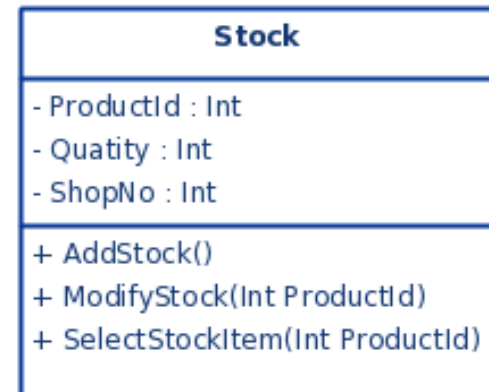 Stock
- ProductId : Int
- Quatity : Int
- ShopNo : Int
+ AddStock()
+ ModifyStock(Int ProductId)
+ SelectStockItem(Int ProductId)